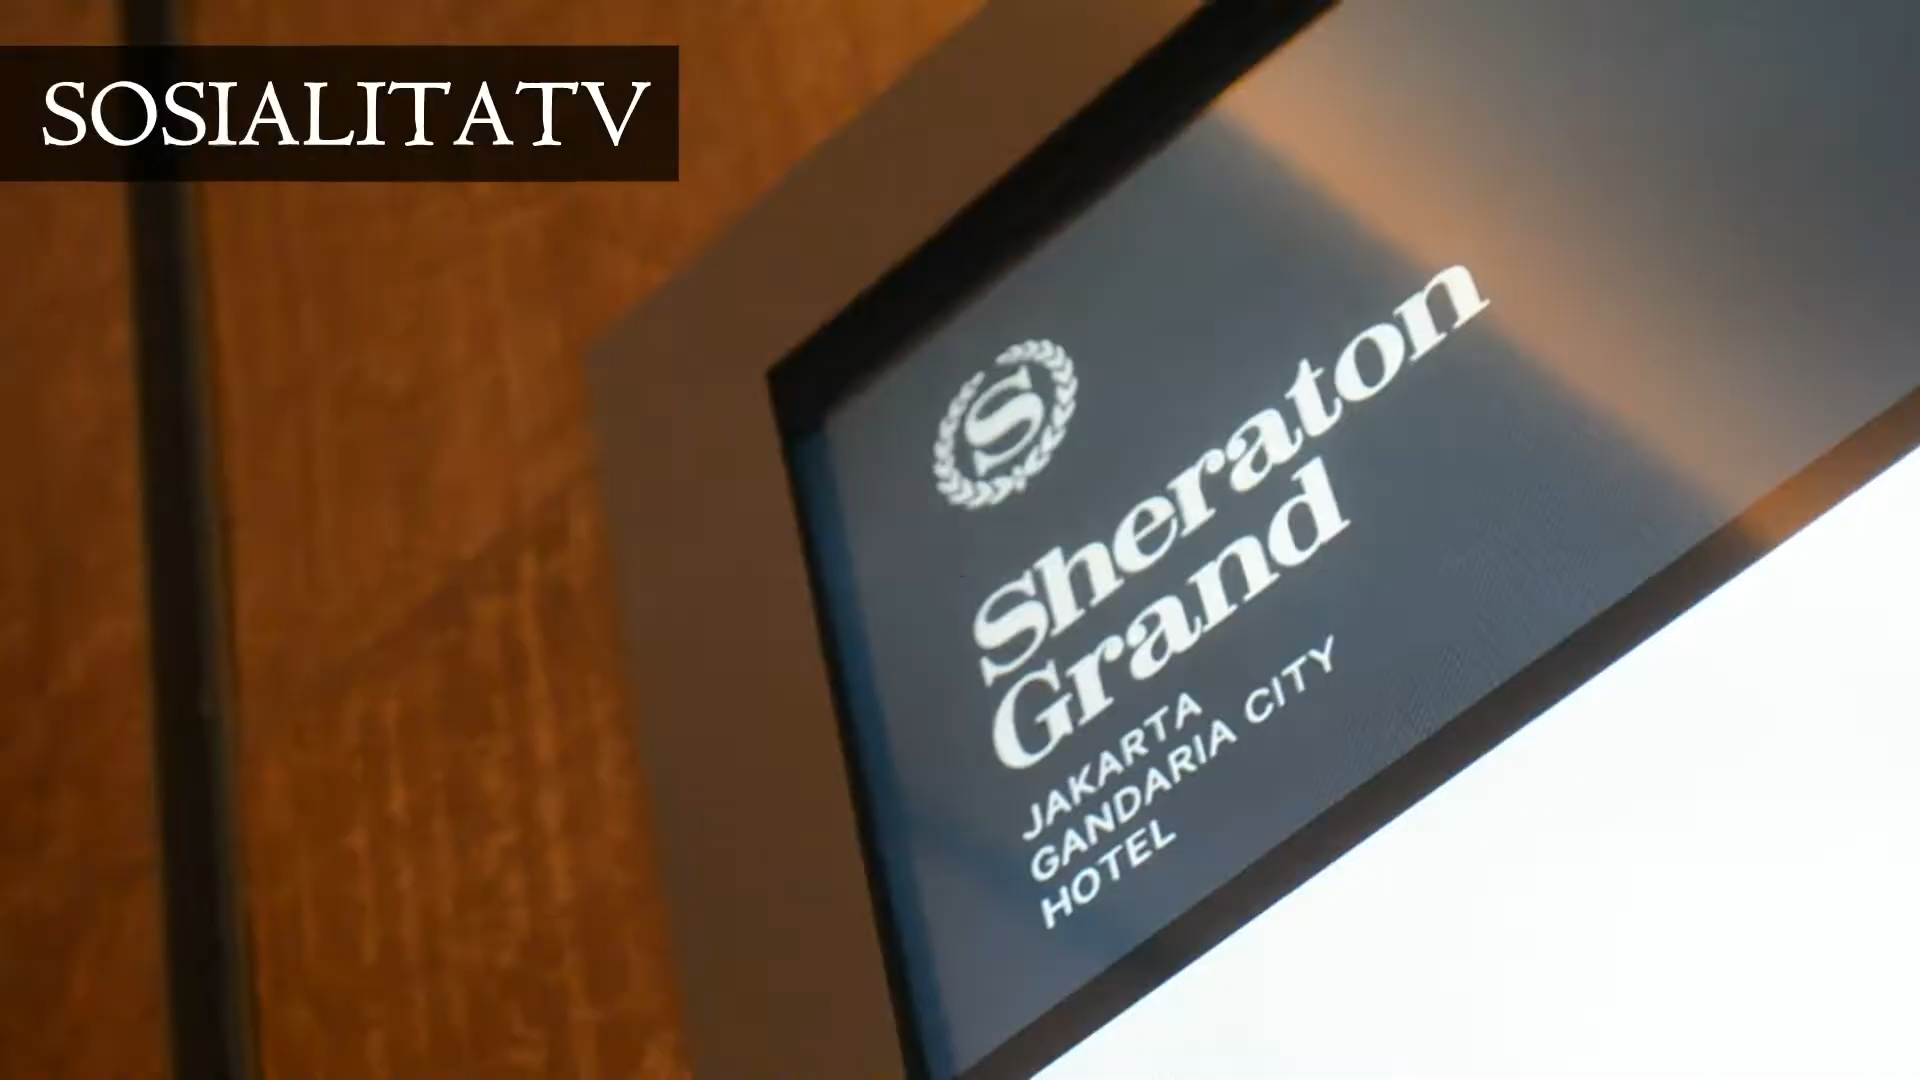 SOSIALITATV
S
Sheraton
Grand
JAKARTA
GANDARIA CITY
HOTEL